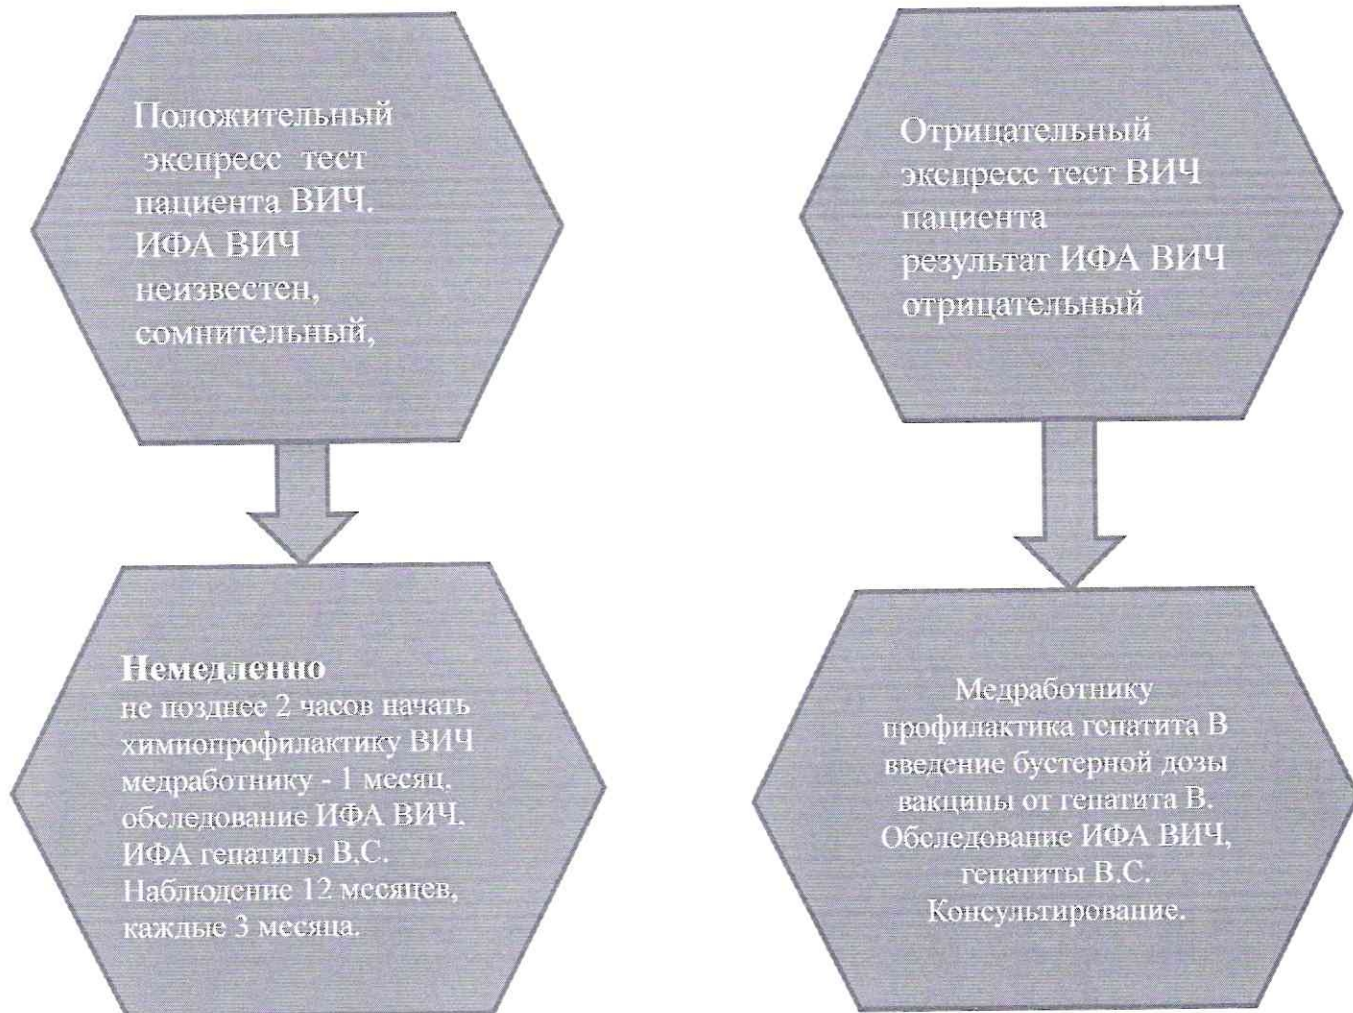 Положительный
экспресс тест
пациента ВИЧ.
ИФА ВИЧ
неизвестен,
сомнительный,
Немедленно
не позднее 2 часов начать
химиопрофилактику ВИЧ
медработнику - 1 месяц,
обследование ИФА ВИЧ,
ИФА гепатиты В,С.
Наблюдение 12 месяцев,
каждые 3 месяца.
Отрицательный
экспресс тест ВИЧ
пациента
результат ИФА ВИЧ
отрицательный
Медработнику
профилактика гепатита В
введение бустерной дозы
вакцины от гепатита В.
Обследование ИФА ВИЧ,
гепатиты В.С.
Консультирование.